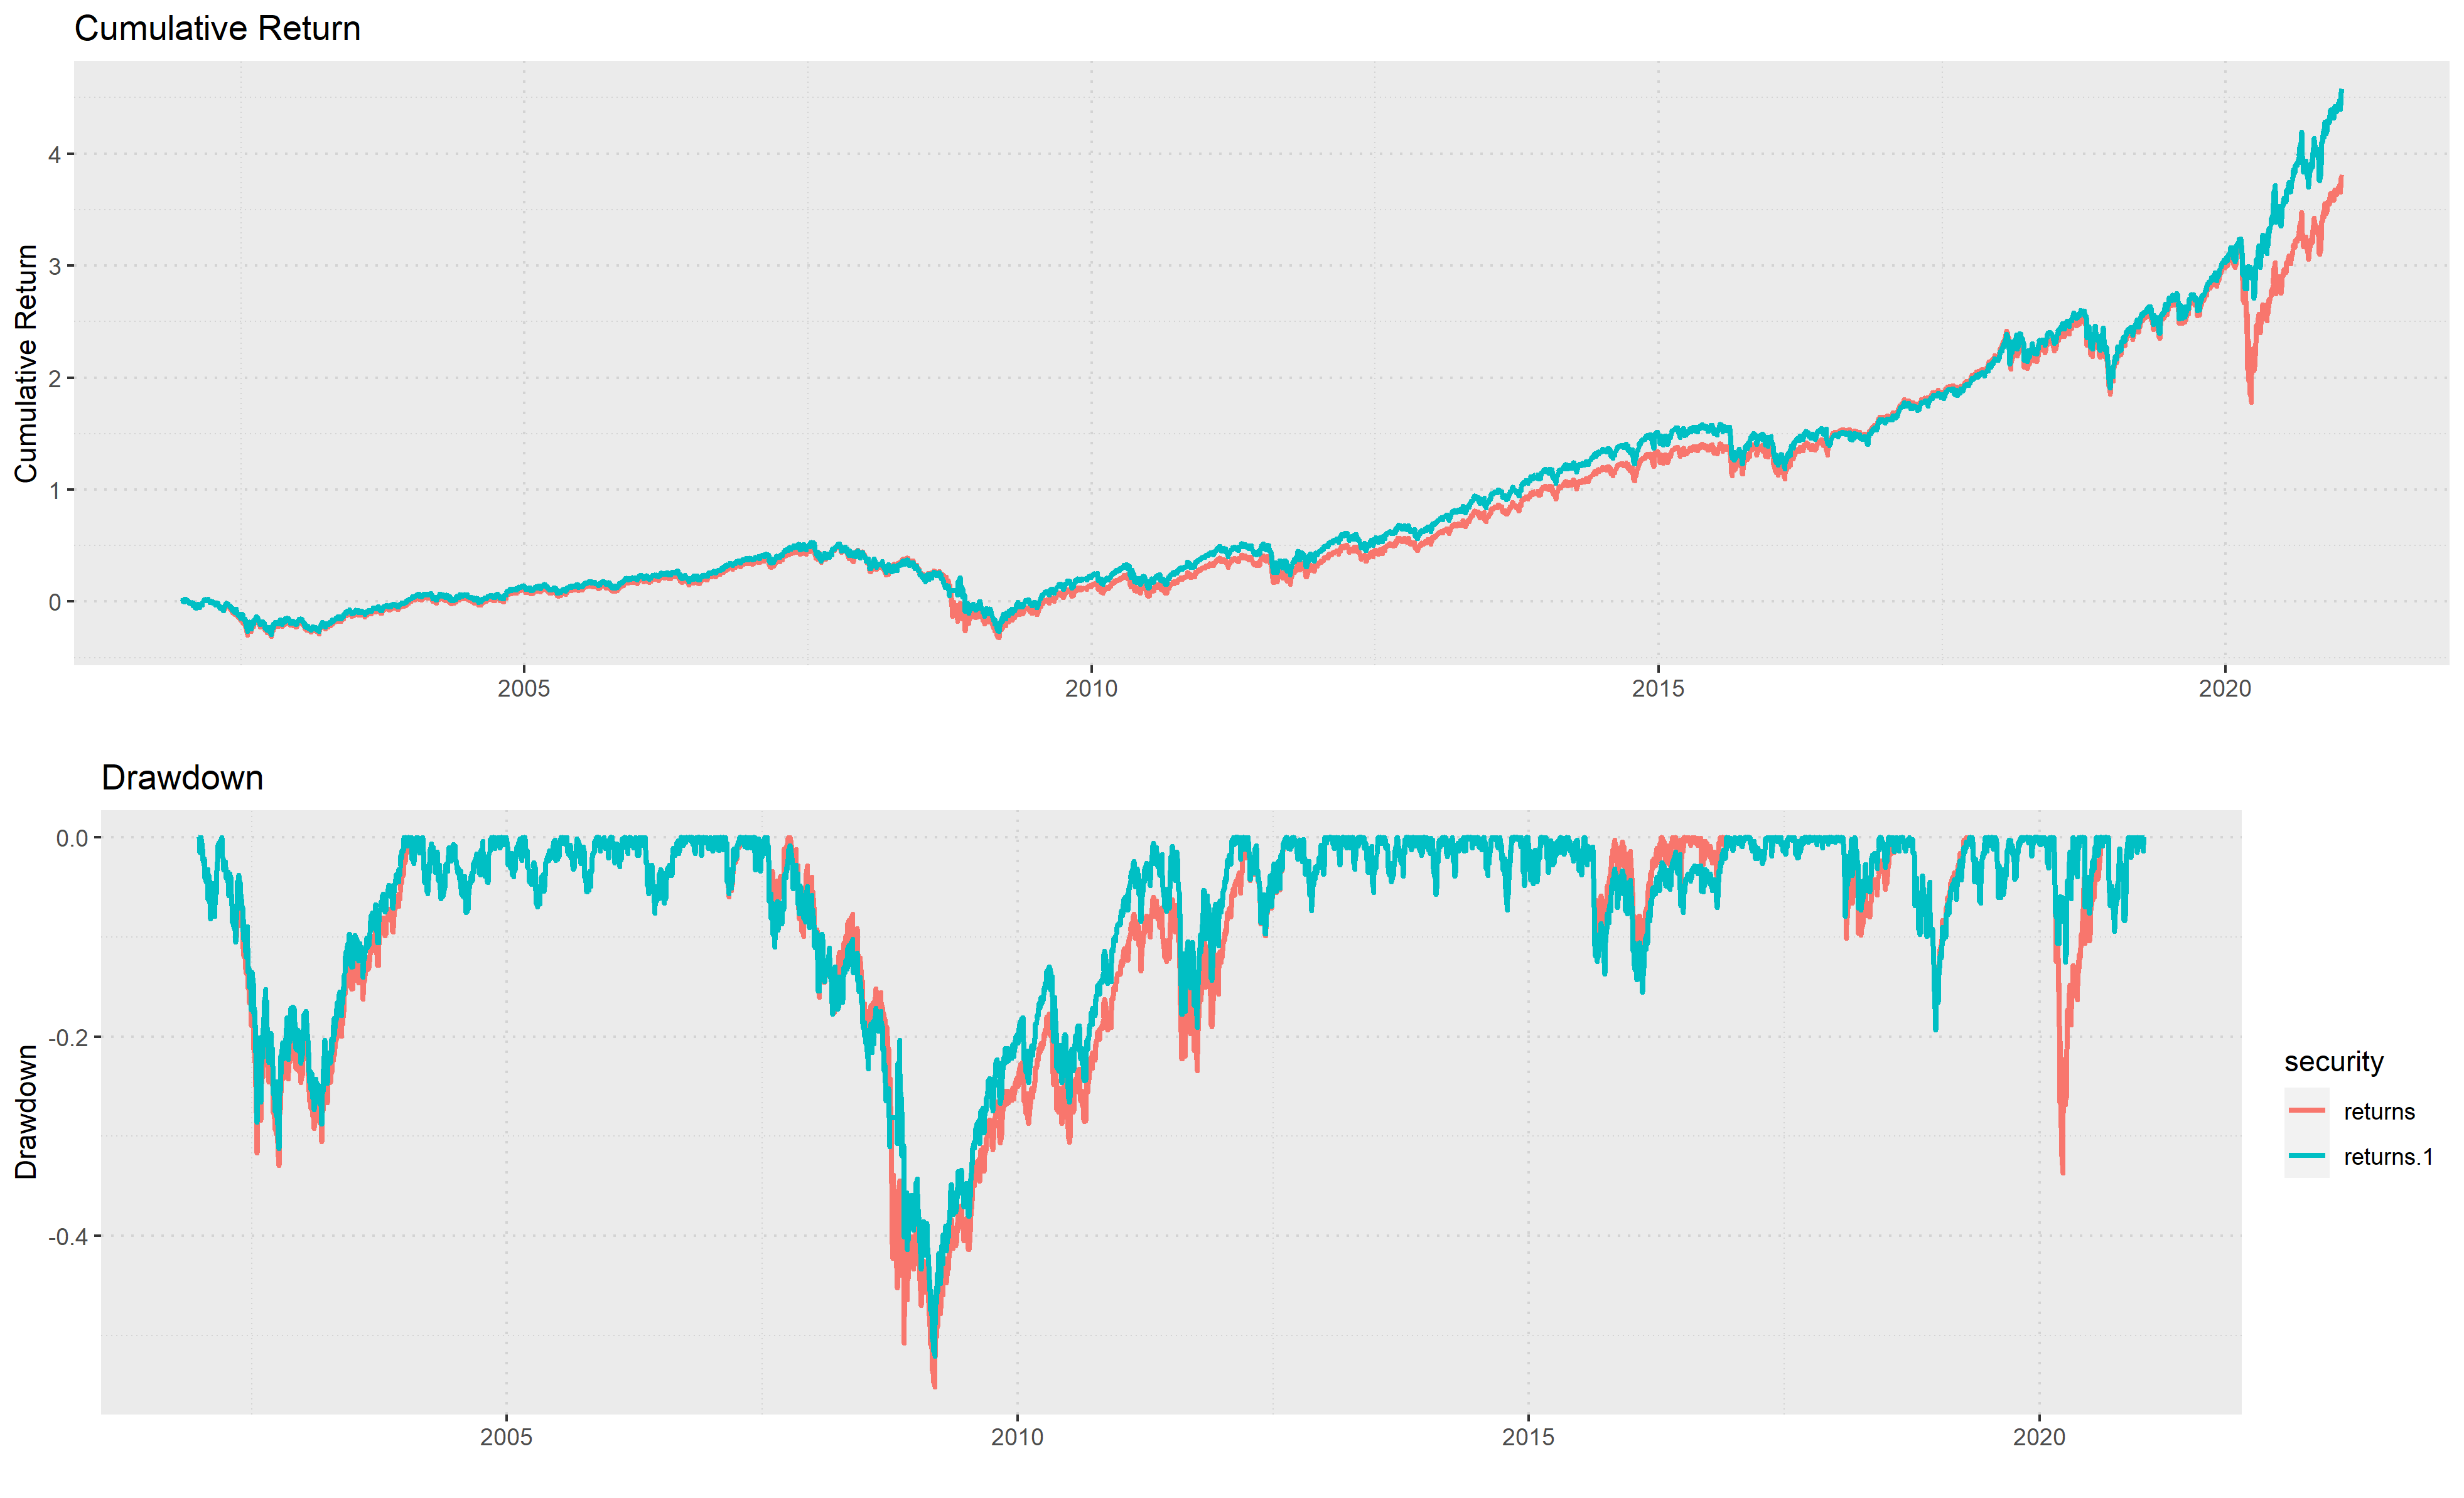 Cumulative Return
Cumulative Return
4
3
2
1
0
2005 2010 2015 2020
Drawdown
Drawdown
0.0
-0.2
-0.4
2005 2010 2015 2020
security
returns
returns.1